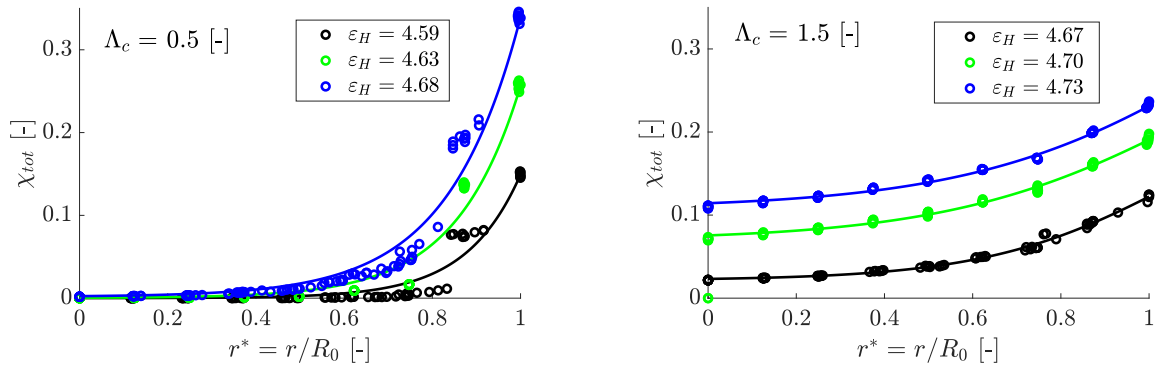 Λc = 0.5 [-]
εH = 4.59
εH = 4.63
εH = 4.68
χtot [-]
0.3
0.2
0.1
0
0 0.2 0.4 0.6 0.8 1
r* = r/R0 [-]
Λc = 1.5 [-]
εH = 4.67
εH = 4.70
εH = 4.73
χtot [-]
0.3
0.2
0.1
0
0 0.2 0.4 0.6 0.8 1
r* = r/R0 [-]